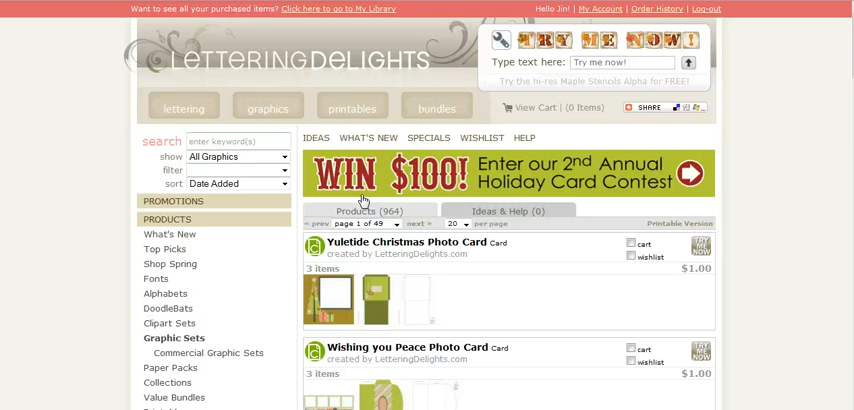 Want to see all your purchased items? Click here to go to My Library
Hello Jin! | My Account | Order History | Log-out
LETTERINGDELIGHTS
TRY ME NOW!
Type text here: Try me now!
Try the hi-res Maple Stencils Alpha for FREE!
lettering graphics printables bundles
View Cart | (0 Items)
SHARE
search enter keyword(s)
show All Graphics
filter
sort Date Added
PROMOTIONS
PRODUCTS
What's New
Top Picks
Shop Spring
Fonts
Alphabets
DoodleBats
Clipart Sets
Graphic Sets
Commercial Graphic Sets
Paper Packs
Collections
Value Bundles
IDEAS WHAT'S NEW SPECIALS WISHLIST HELP
WIN $100! Enter our 2nd Annual
Holiday Card Contest
Products (964) Ideas & Help (0)
« prev page 1 of 49 next » 20 per page Printable Version
Yuletide Christmas Photo Card Card
created by LetteringDelights.com
cart
wishlist
TRY ME NOW
3 items $1.00
Wishing you Peace Photo Card Card
created by LetteringDelights.com
cart
wishlist
TRY ME NOW
3 items $1.00